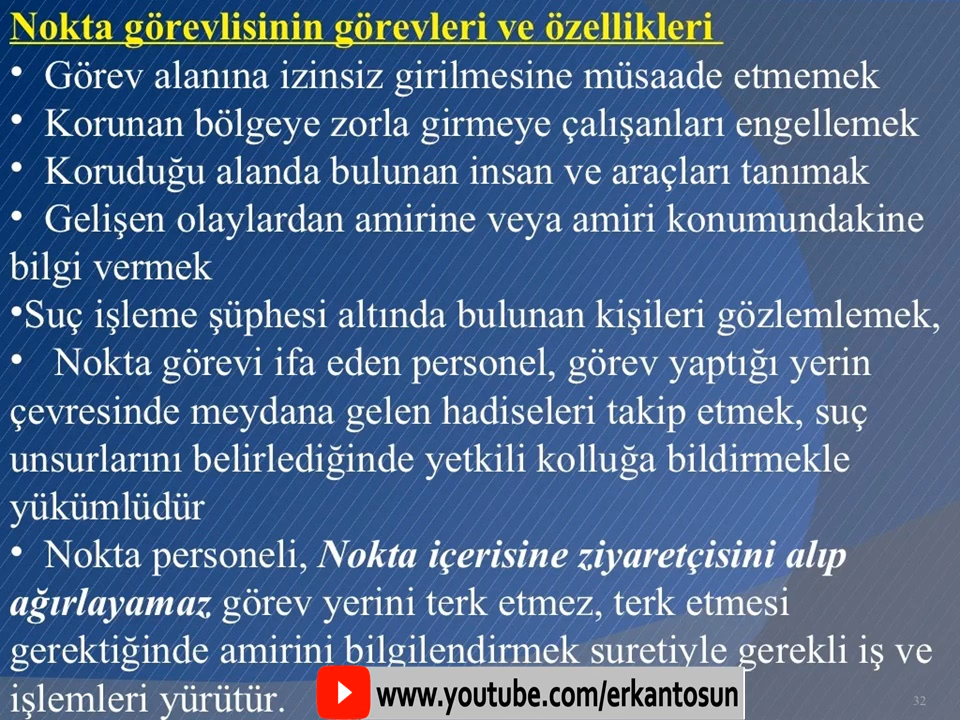 Nokta görevlisinin görevleri ve özellikleri
• Görev alanına izinsiz girilmesine müsaade etmemek
• Korunan bölgeye zorla girmeye çalışanları engellemek
• Koruduğu alanda bulunan insan ve araçları tanımak
• Gelişen olaylardan amirine veya amiri konumundakine
bilgi vermek
•Suç işleme şüphesi altında bulunan kişileri gözlemlemek,
• Nokta görevi ifa eden personel, görev yaptığı yerin
çevresinde meydana gelen hadiseleri takip etmek, suç
unsurlarını belirlediğinde yetkili kolluğa bildirmekle
yükümlüdür
• Nokta personeli, Nokta içerisine ziyaretçisini alıp
ağırlayamaz görev yerini terk etmez, terk etmesi
gerektiğinde amirini bilgilendirmek suretiyle gerekli iş ve
işlemleri yürütür.
www.youtube.com/erkantosun
32